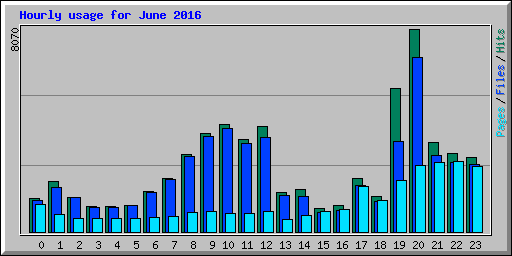 Hourly usage for June 2016
8070
Pages/Files/Hits
0 1 2 3 4 5 6 7 8 9 10 11 12 13 14 15 16 17 18 19 20 21 22 23